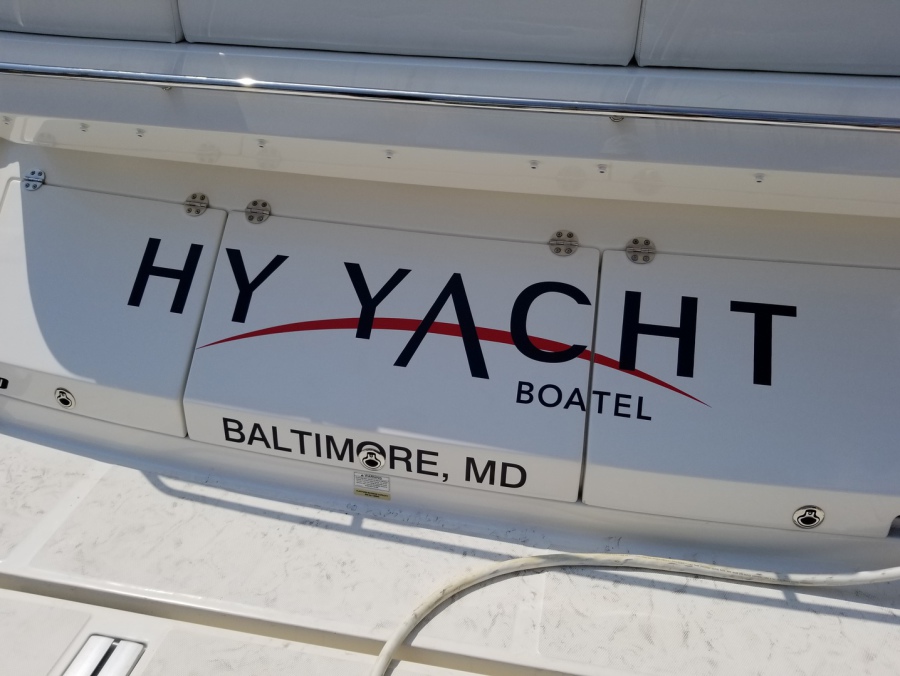 HY YACHT
BOATEL
BALTIMORE, MD